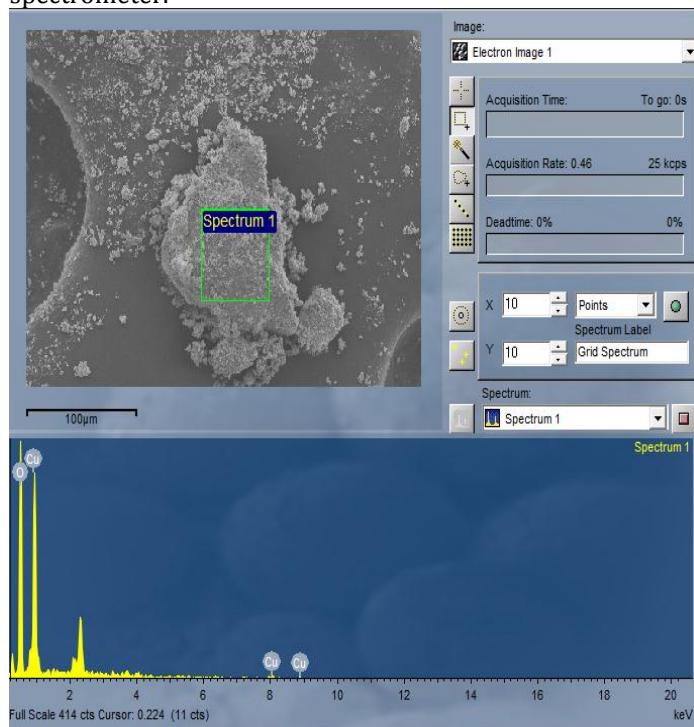 spectrometer.
Image:
Electron Image 1
Acquisition Time: To go: 0s
Acquisition Rate: 0.46 25 kcps
Deadtime: 0% 0%
X 10 Points
Spectrum Label
Y 10 Grid Spectrum
Spectrum:
Spectrum 1
Spectrum 1
100µm
Spectrum 1
O Cu
Cu Cu
2 4 6 8 10 12 14 16 18 20
Full Scale 414 cts Cursor: 0.224 (11 cts) keV